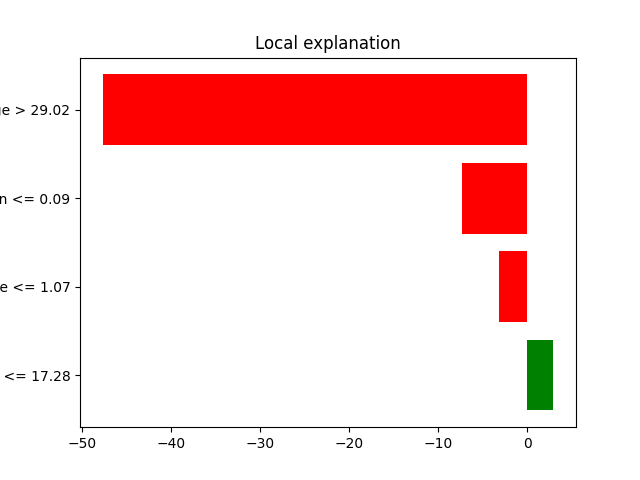 Local explanation
e > 29.02
n <= 0.09
e <= 1.07
<= 17.28
−50
−40
−30
−20
−10
0